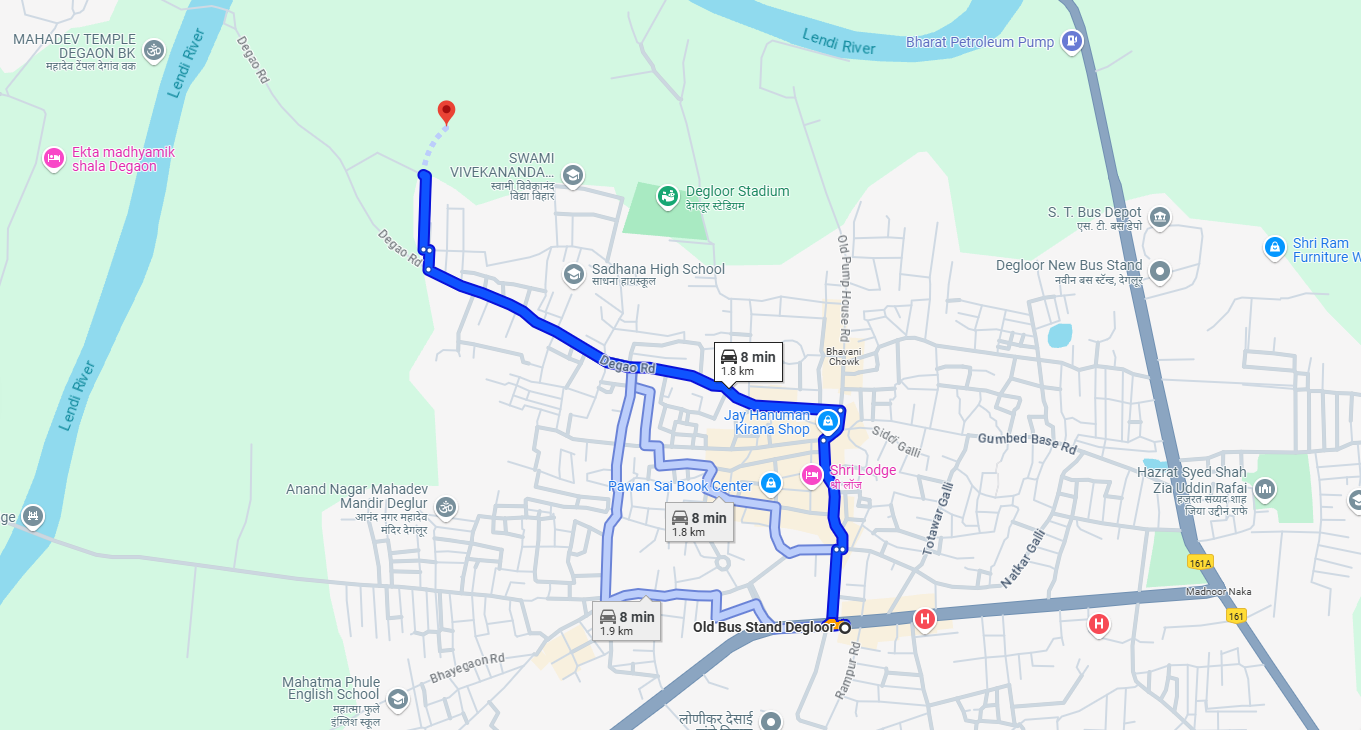 MAHADEV TEMPLE
DEGAON BK
महादेव टेंपल देगांव वक
Lendi River
Degao Rd
Lendi River
Bharat Petroleum Pump
Ekta madhyamik
shala Degaon
SWAMI
VIVEKANANDA...
स्वामी विवेकानंद
विद्या विहार
Degloor Stadium
देगलूर स्टेडियम
S. T. Bus Depot
एस. टी. बस डेपो
Degao Rd
Old Pump House Rd
Shri Ram
Furniture W
Sadhana High School
साधना हायस्कूल
Degloor New Bus Stand
नवीन बस स्टॅन्ड, देगलूर
Lendi River
Degao Rd
8 min
1.8 km
Bhavani
Chowk
Jay Hanuman
Kirana Shop
Siddi Galli
Gumbed Base Rd
Shri Lodge
श्री लॉज
Pawan Sai Book Center
Hazrat Syed Shah
Zia Uddin Rafai
हजरत सय्यद शाह
जिया उद्दीन राफे
Anand Nagar Mahadev
Mandir Deglur
आनंद नगर महादेव
मंदिर देगलूर
ge
8 min
1.8 km
Totawar Galli
Natkar Galli
161A
Madnoor Naka
161
8 min
1.9 km
Old Bus Stand Degloor
H
H
Bhayegaon Rd
Rampur Rd
Mahatma Phule
English School
महात्मा फुले
इंग्लिश स्कूल
लोणीकर देसाई